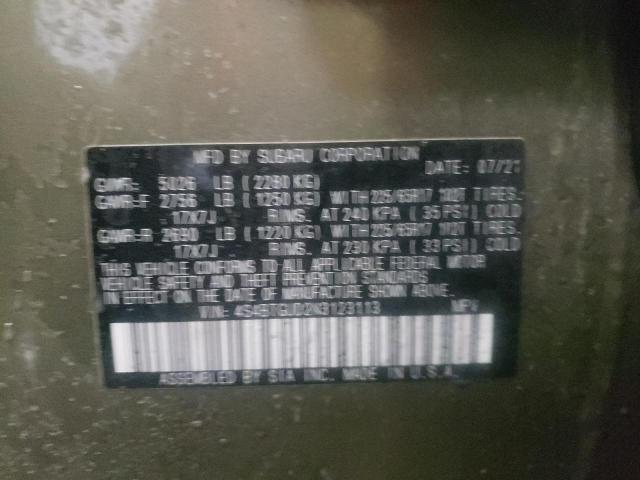 MFD BY SUBARU CORPORATION
DATE: 07/21
GVWR: 5026 LB (2280 KG)
GAWR-F 2756 LB (1250 KG) WITH 225/65R17 102T TIRES.
17X7J RIMS. AT 240 KPA (35 PSI) COLD
GAWR-R 2690 LB (1220 KG) WITH 225/65R17 102T TIRES.
17X7J RIMS. AT 230 KPA (33 PSI) COLD
THIS VEHICLE CONFORMS TO ALL APPLICABLE FEDERAL MOTOR
VEHICLE SAFETY AND THEFT PREVENTION STANDARDS
IN EFFECT ON THE DATE OF MANUFACTURE SHOWN ABOVE.
VIN: MPV
ASSEMBLED BY SIA INC. MADE IN U.S.A.